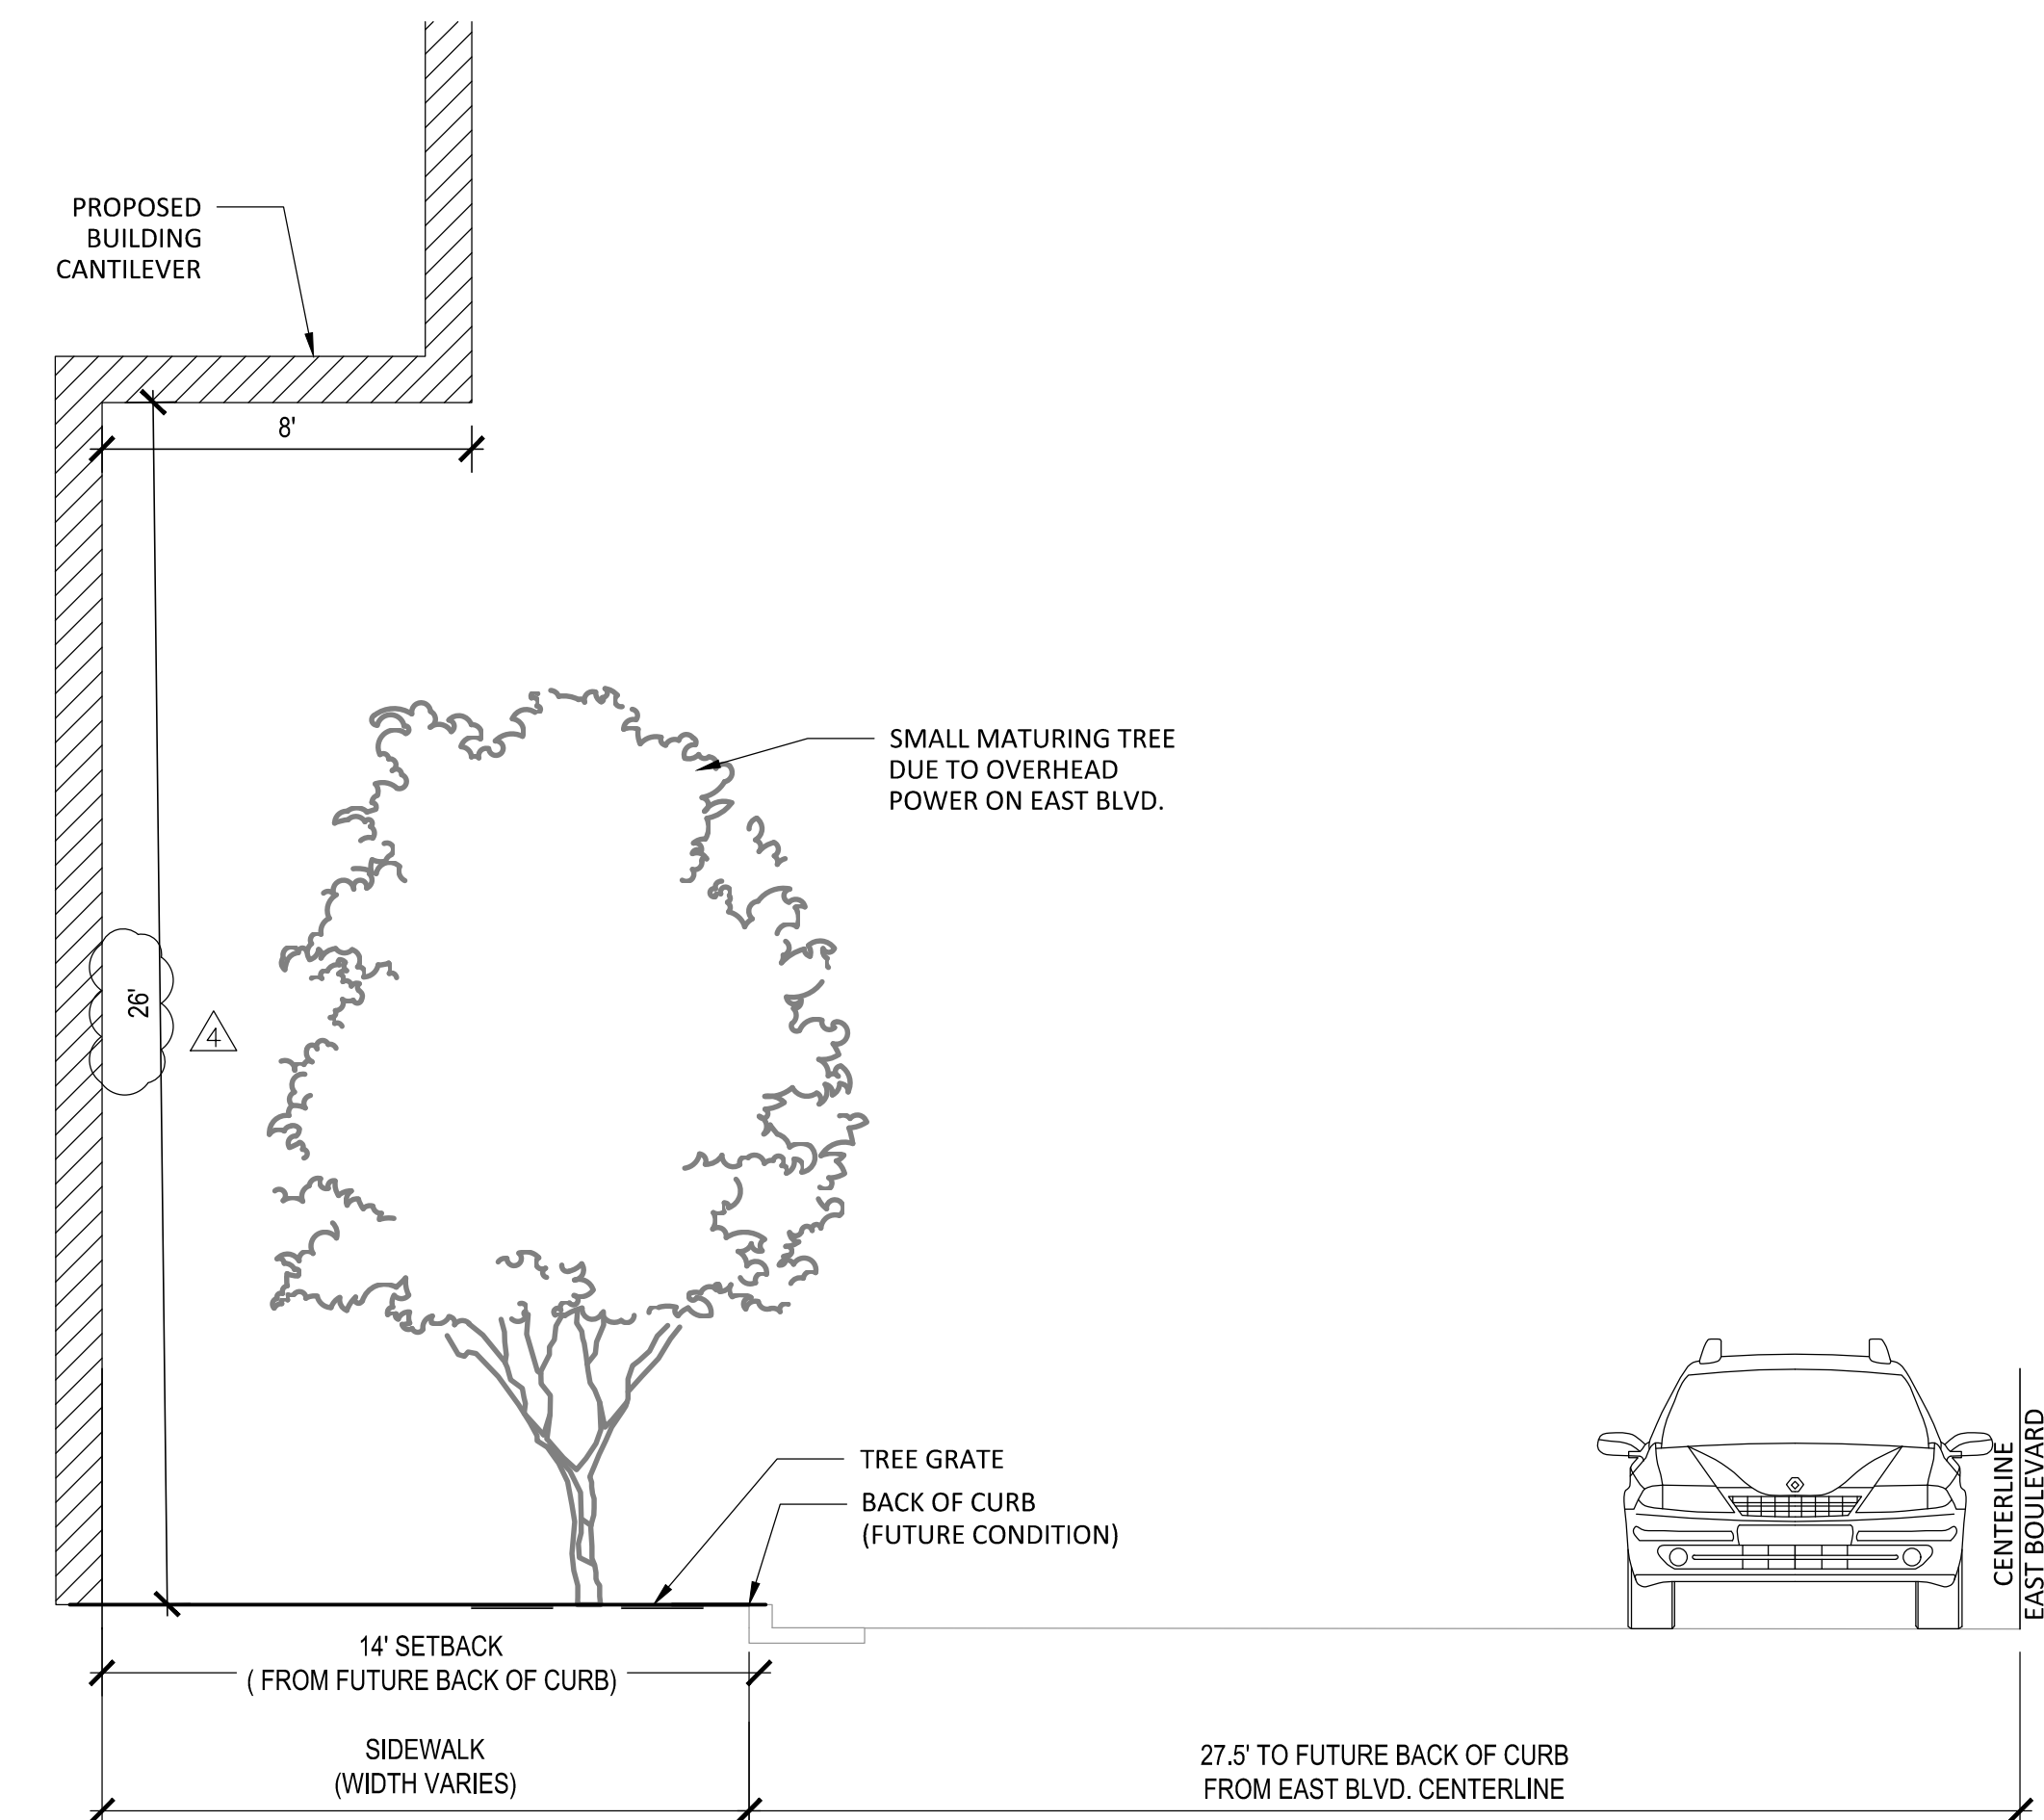 PROPOSED
BUILDING
CANTILEVER
8'
SMALL MATURING TREE
DUE TO OVERHEAD
POWER ON EAST BLVD.
26'
4
TREE GRATE
BACK OF CURB
(FUTURE CONDITION)
CENTERLINE
EAST BOULEVARD
14' SETBACK
( FROM FUTURE BACK OF CURB)
SIDEWALK
(WIDTH VARIES)
27.5' TO FUTURE BACK OF CURB
FROM EAST BLVD. CENTERLINE